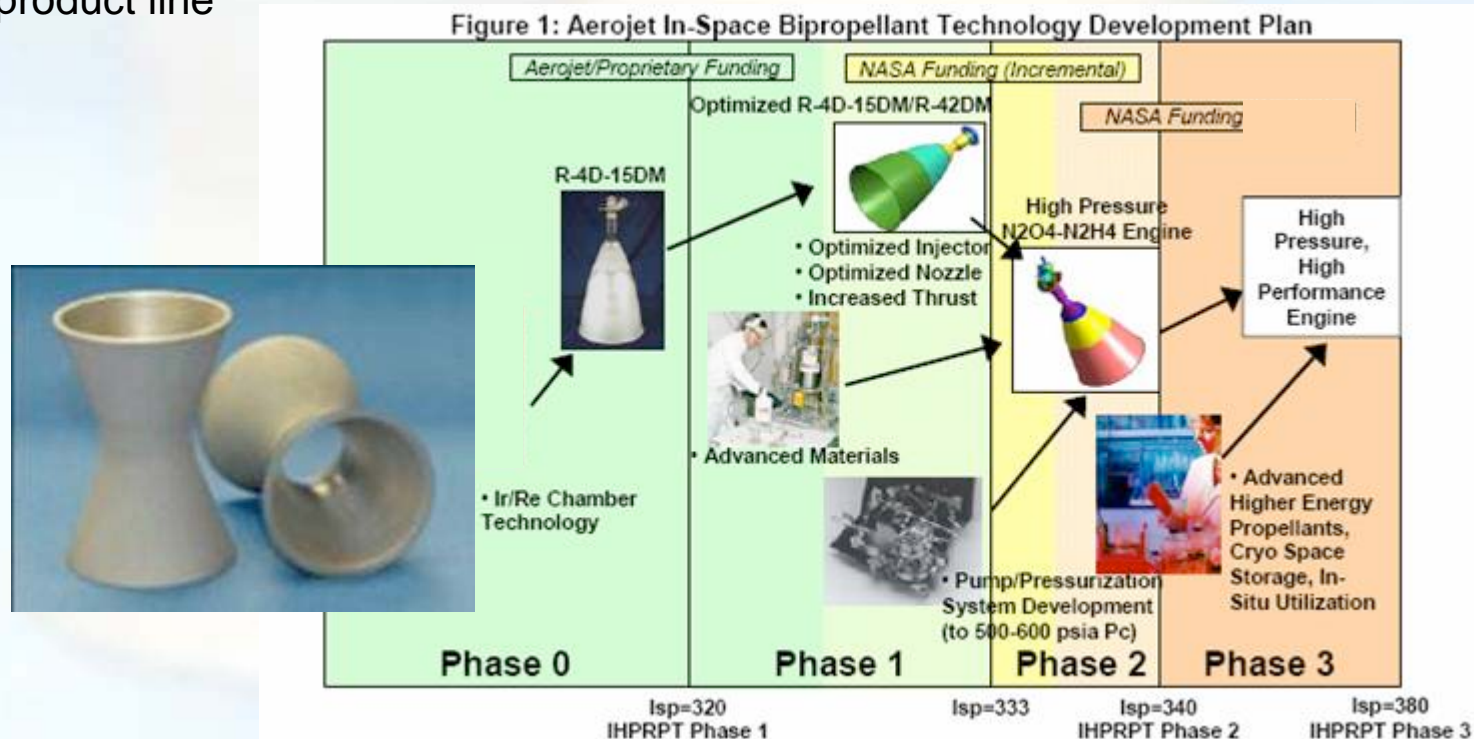 product line
Figure 1: Aerojet In-Space Bipropellant Technology Development Plan
Aerojet/Proprietary Funding
NASA Funding (Incremental)
NASA Funding
Optimized R-4D-15DM/R-42DM
R-4D-15DM
• Optimized Injector
• Optimized Nozzle
• Increased Thrust
High Pressure
N2O4-N2H4 Engine
High
Pressure,
High
Performance
Engine
• Ir/Re Chamber
Technology
• Advanced Materials
• Pump/Pressurization
System Development
(to 500-600 psia Pc)
• Advanced
Higher Energy
Propellants,
Cryo Space
Storage, In-
Situ Utilization
Phase 0
Phase 1
Phase 2
Phase 3
Isp=320
IHPRPT Phase 1
Isp=333
Isp=340
IHPRPT Phase 2
Isp=380
IHPRPT Phase 3